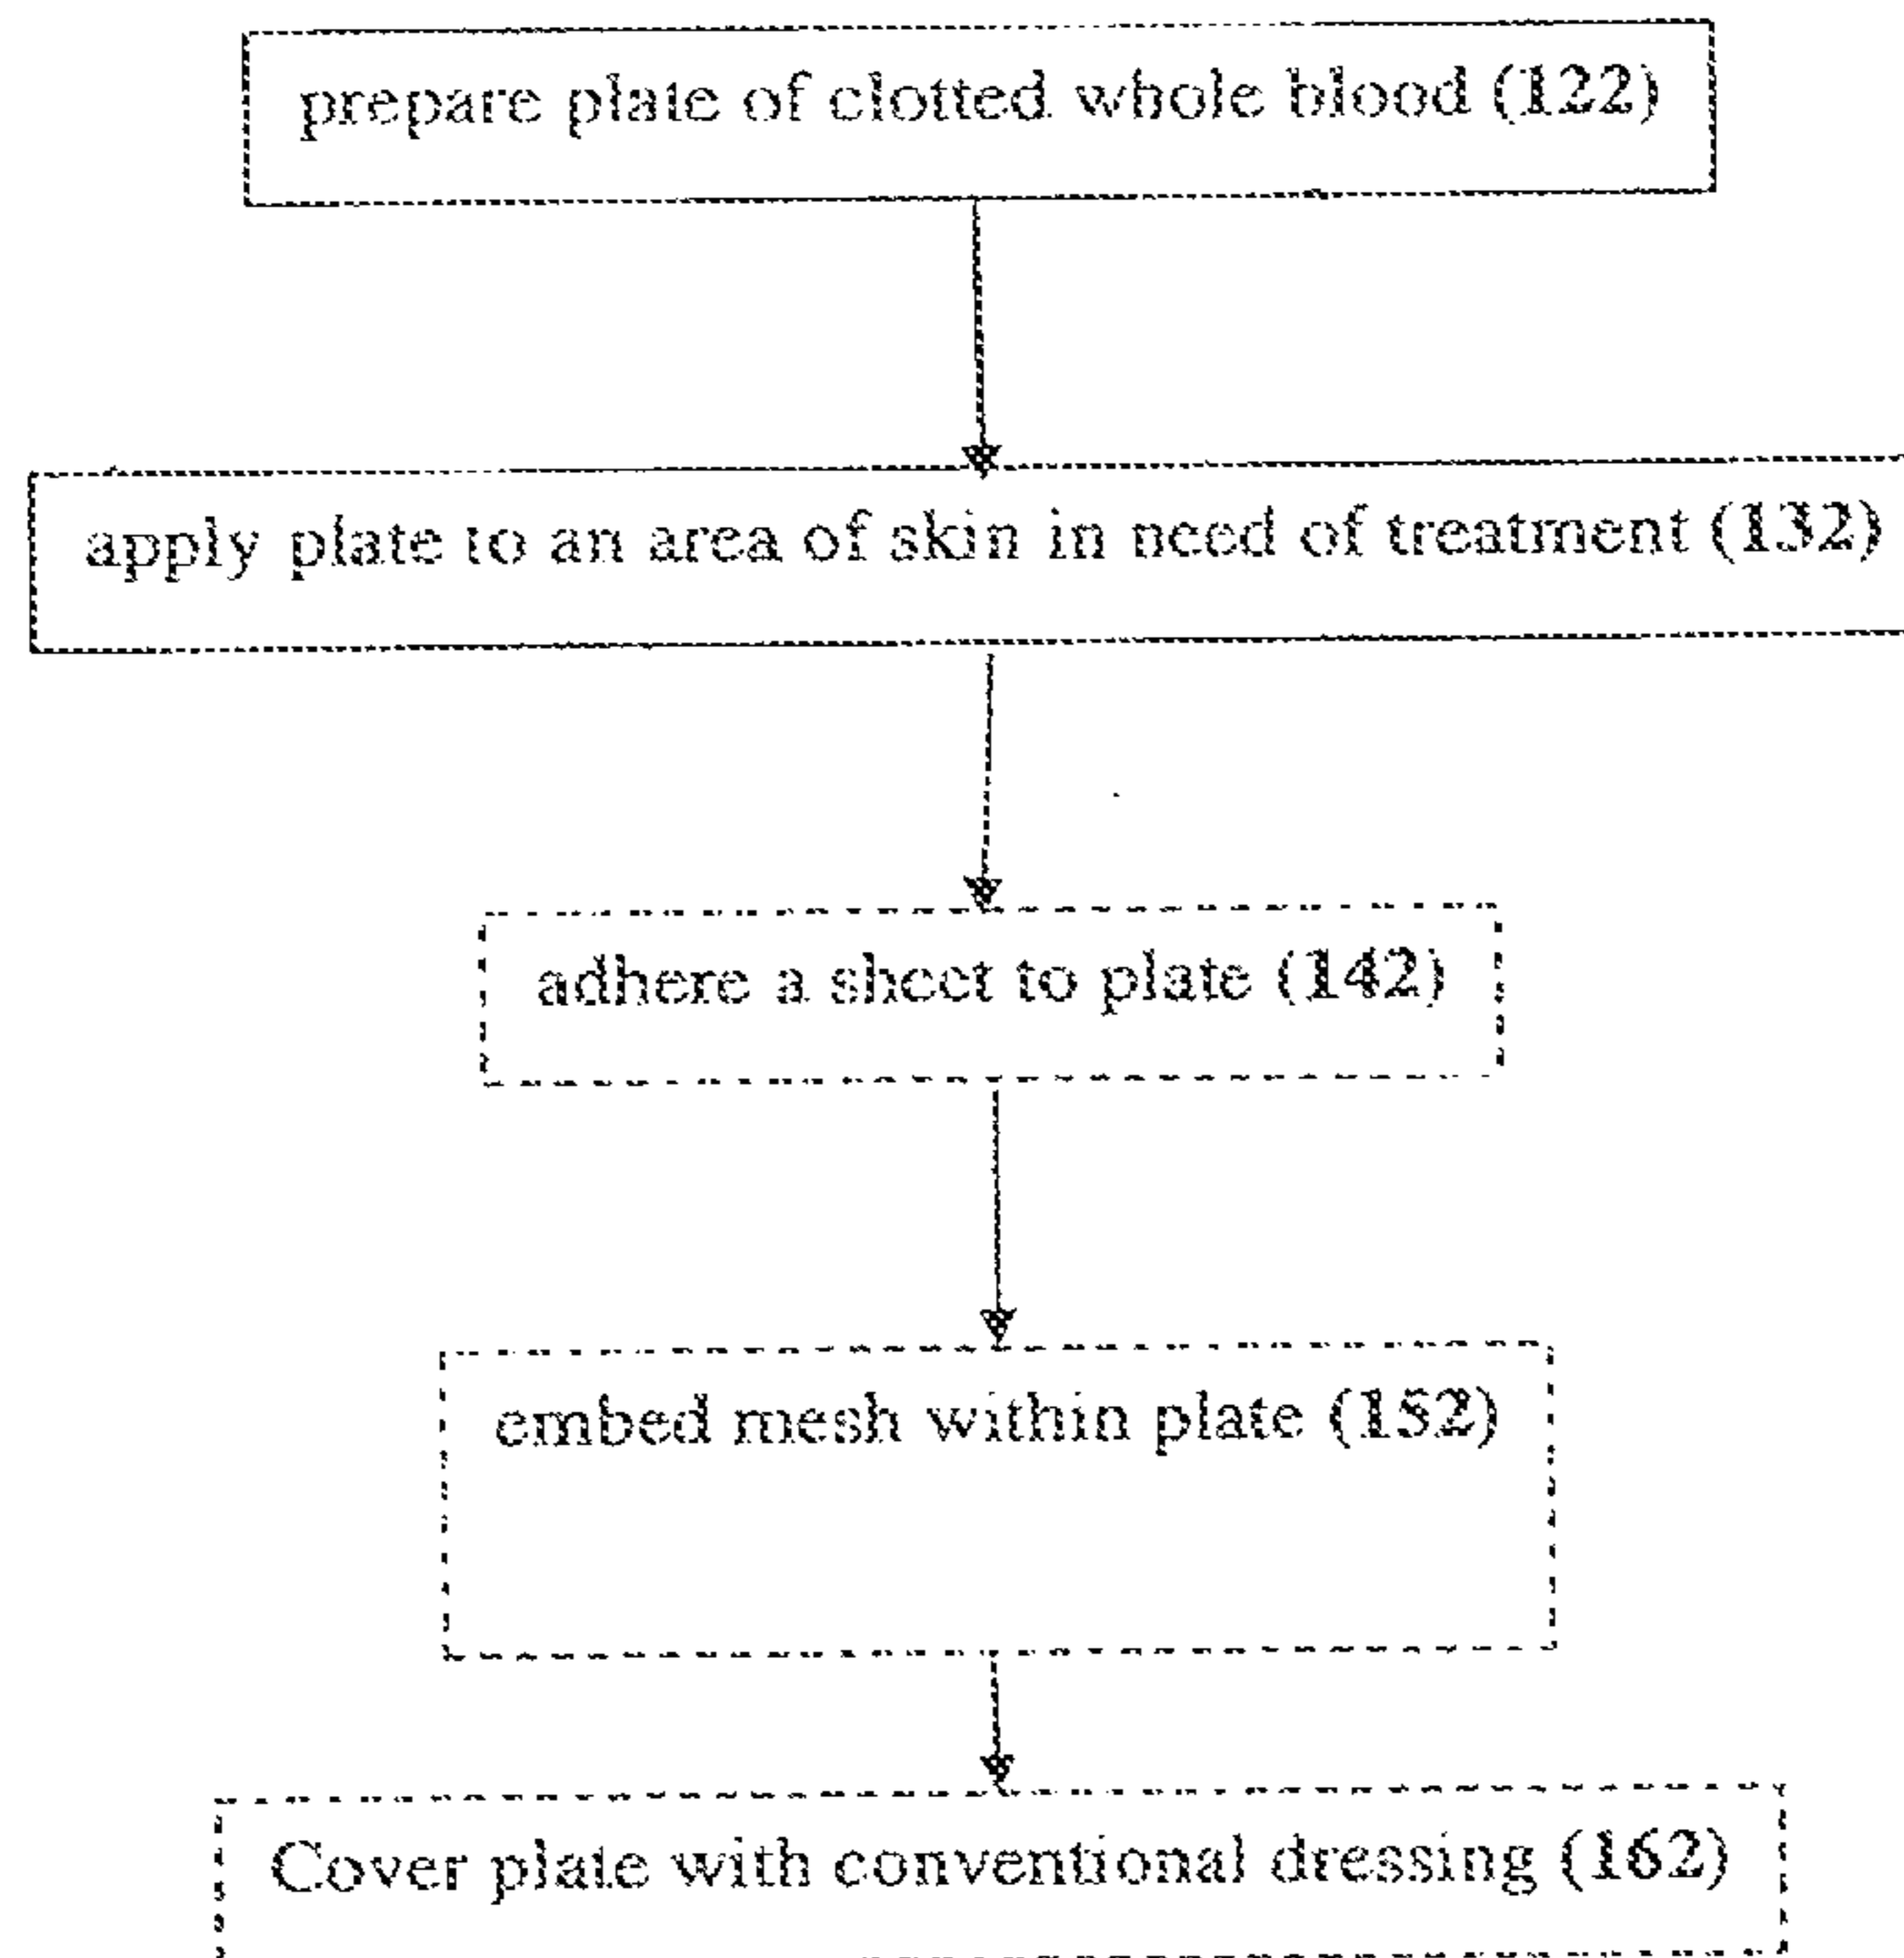 prepare plate of clotted whole blood (122)
apply plate to an area of skin in need of treatment (132)
adhere a sheet to plate (142)
embed mesh within plate (152)
Cover plate with conventional dressing (162)